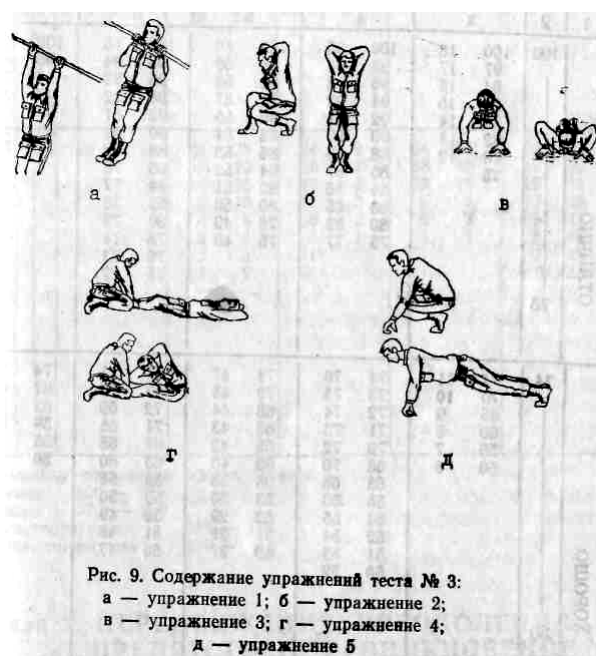 а
б
в
г
д
Рис. 9. Содержание упражнений теста № 3:
а — упражнение 1; б — упражнение 2;
в — упражнение 3; г — упражнение 4;
д — упражнение 5